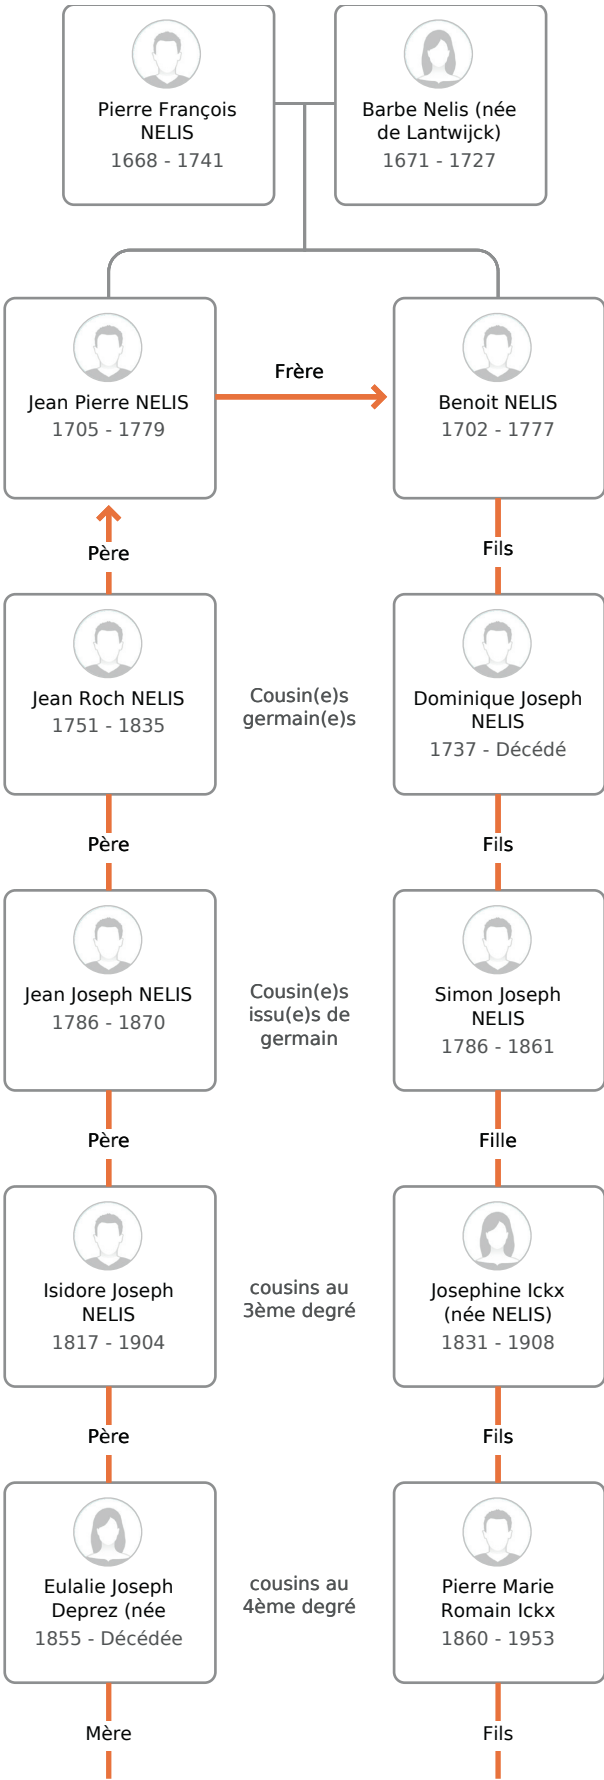 Pierre François
NELIS
1668 - 1741
Barbe Nelis (née
de Lantwijck)
1671 - 1727
Jean Pierre NELIS
1705 - 1779
Frère
Benoit NELIS
1702 - 1777
Père
Fils
Jean Roch NELIS
1751 - 1835
Cousin(e)s
germain(e)s
Dominique Joseph
NELIS
1737 - Décédé
Père
Fils
Jean Joseph NELIS
1786 - 1870
Cousin(e)s
issu(e)s de
germain
Simon Joseph
NELIS
1786 - 1861
Père
Fille
Isidore Joseph
NELIS
1817 - 1904
cousins au
3ème degré
Josephine Ickx
(née NELIS)
1831 - 1908
Père
Fils
Eulalie Joseph
Deprez (née
1855 - Décédée
cousins au
4ème degré
Pierre Marie
Romain Ickx
1860 - 1953
Mère
Fils